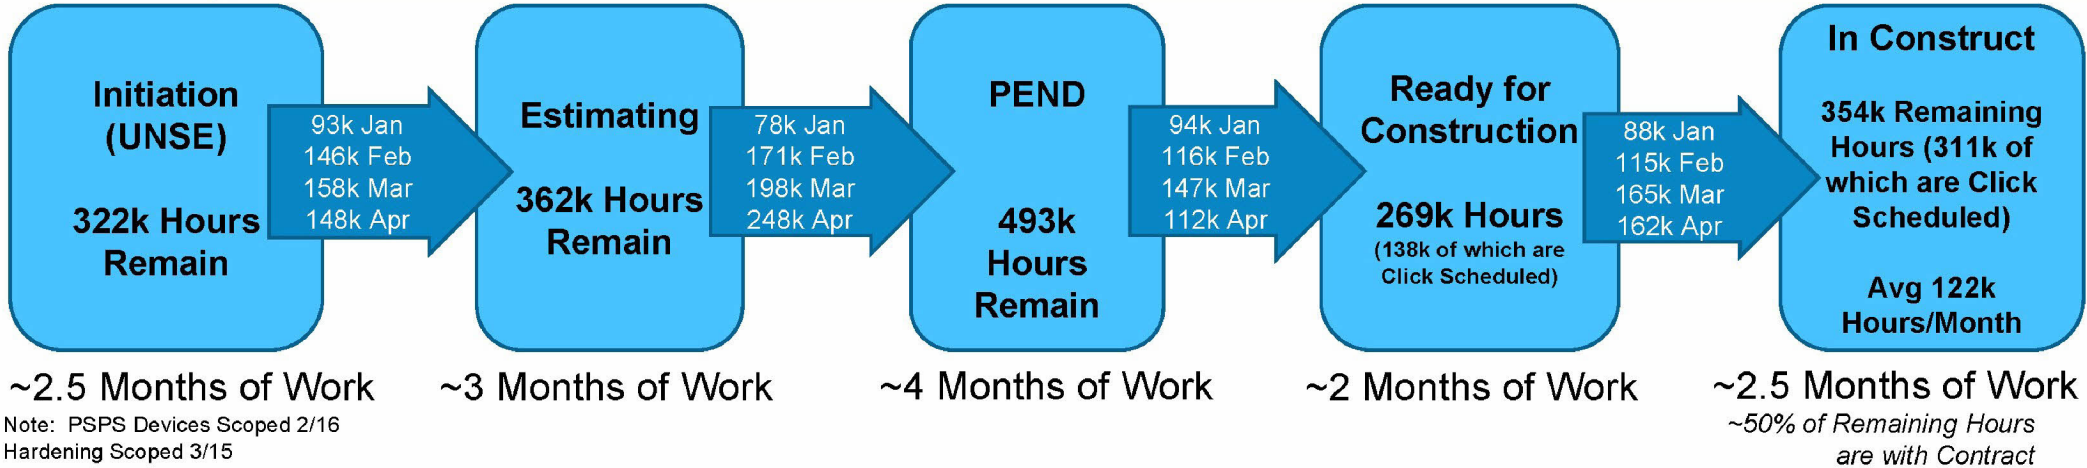 Initiation
(UNSE)
322k Hours
Remain
93k Jan
146k Feb
158k Mar
148k Apr
Estimating
362k Hours
Remain
78k Jan
171k Feb
198k Mar
248k Apr
PEND
493k
Hours
Remain
94k Jan
116k Feb
147k Mar
112k Apr
Ready for
Construction
269k Hours
(138k of which are
Click Scheduled)
88k Jan
115k Feb
165k Mar
162k Apr
In Construct
354k Remaining
Hours (311k of
which are Click
Scheduled)
Avg 122k
Hours/Month
~2.5 Months of Work
~3 Months of Work
~4 Months of Work
~2 Months of Work
~2.5 Months of Work
Note:  PSPS Devices Scoped 2/16
Hardening Scoped 3/15
~50% of Remaining Hours
are with Contract